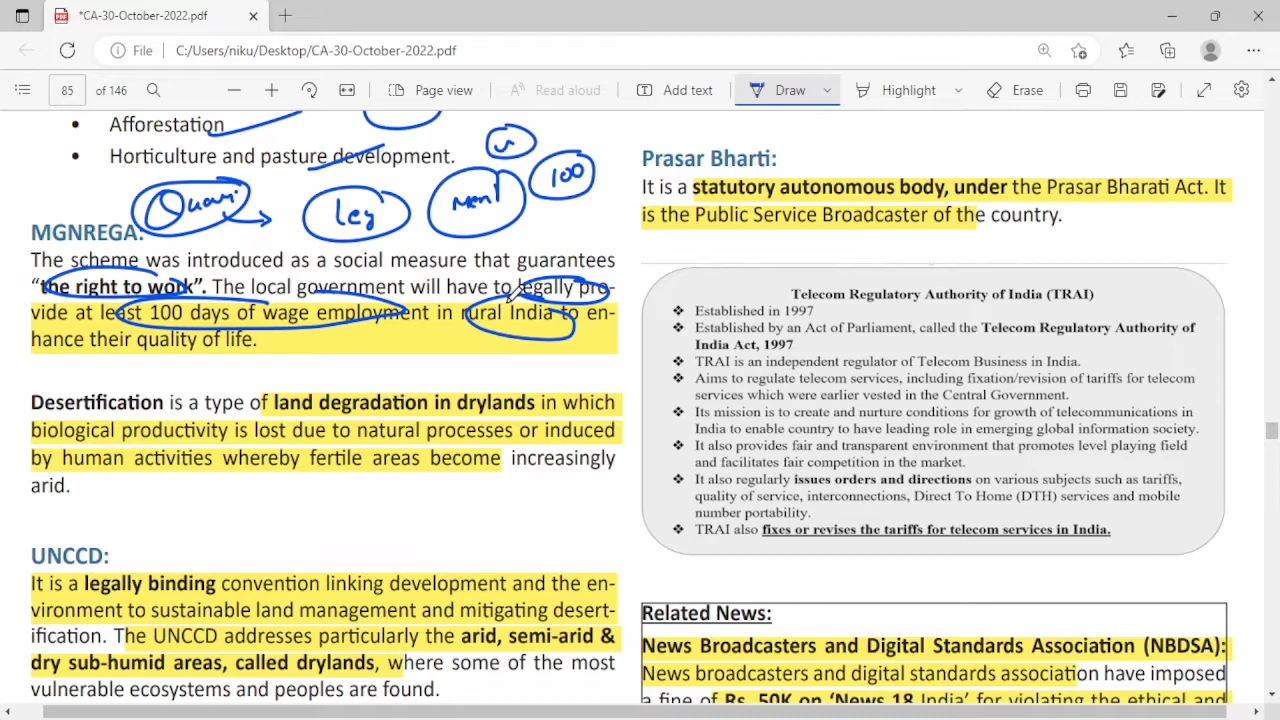 *CA-30-October-2022.pdf
File
C:/Users/niku/Desktop/CA-30-October-2022.pdf
85 of 146
Page view
Read aloud
Add text
Draw
Highlight
Erase
• Afforestation
• Horticulture and pasture development.
100
leg
MGNREGA:
The scheme was introduced as a social measure that guarantees
“the right to work”. The local government will have to legally pro-
vide at least 100 days of wage employment in rural India to en-
hance their quality of life.
Desertification is a type of land degradation in drylands in which
biological productivity is lost due to natural processes or induced
by human activities whereby fertile areas become increasingly
arid.
UNCCD:
It is a legally binding convention linking development and the en-
vironment to sustainable land management and mitigating desert-
ification. The UNCCD addresses particularly the arid, semi-arid &
dry sub-humid areas, called drylands, where some of the most
vulnerable ecosystems and peoples are found.
Prasar Bharti:
It is a statutory autonomous body, under the Prasar Bharati Act. It
is the Public Service Broadcaster of the country.
Telecom Regulatory Authority of India (TRAI)
❖ Established in 1997
❖ Established by an Act of Parliament, called the Telecom Regulatory Authority of
India Act, 1997
❖ TRAI is an independent regulator of Telecom Business in India.
❖ Aims to regulate telecom services, including fixation/revision of tariffs for telecom
services which were earlier vested in the Central Government.
❖ Its mission is to create and nurture conditions for growth of telecommunications in
India to enable country to have leading role in emerging global information society.
❖ It also provides fair and transparent environment that promotes level playing field
and facilitates fair competition in the market.
❖ It also regularly issues orders and directions on various subjects such as tariffs,
quality of service, interconnections, Direct To Home (DTH) services and mobile
number portability.
❖ TRAI also fixes or revises the tariffs for telecom services in India.
Related News:
News Broadcasters and Digital Standards Association (NBDSA):
News broadcasters and digital standards association have imposed
a fine of Rs. 50K on ‘News 18 India’ for violating the ethical and